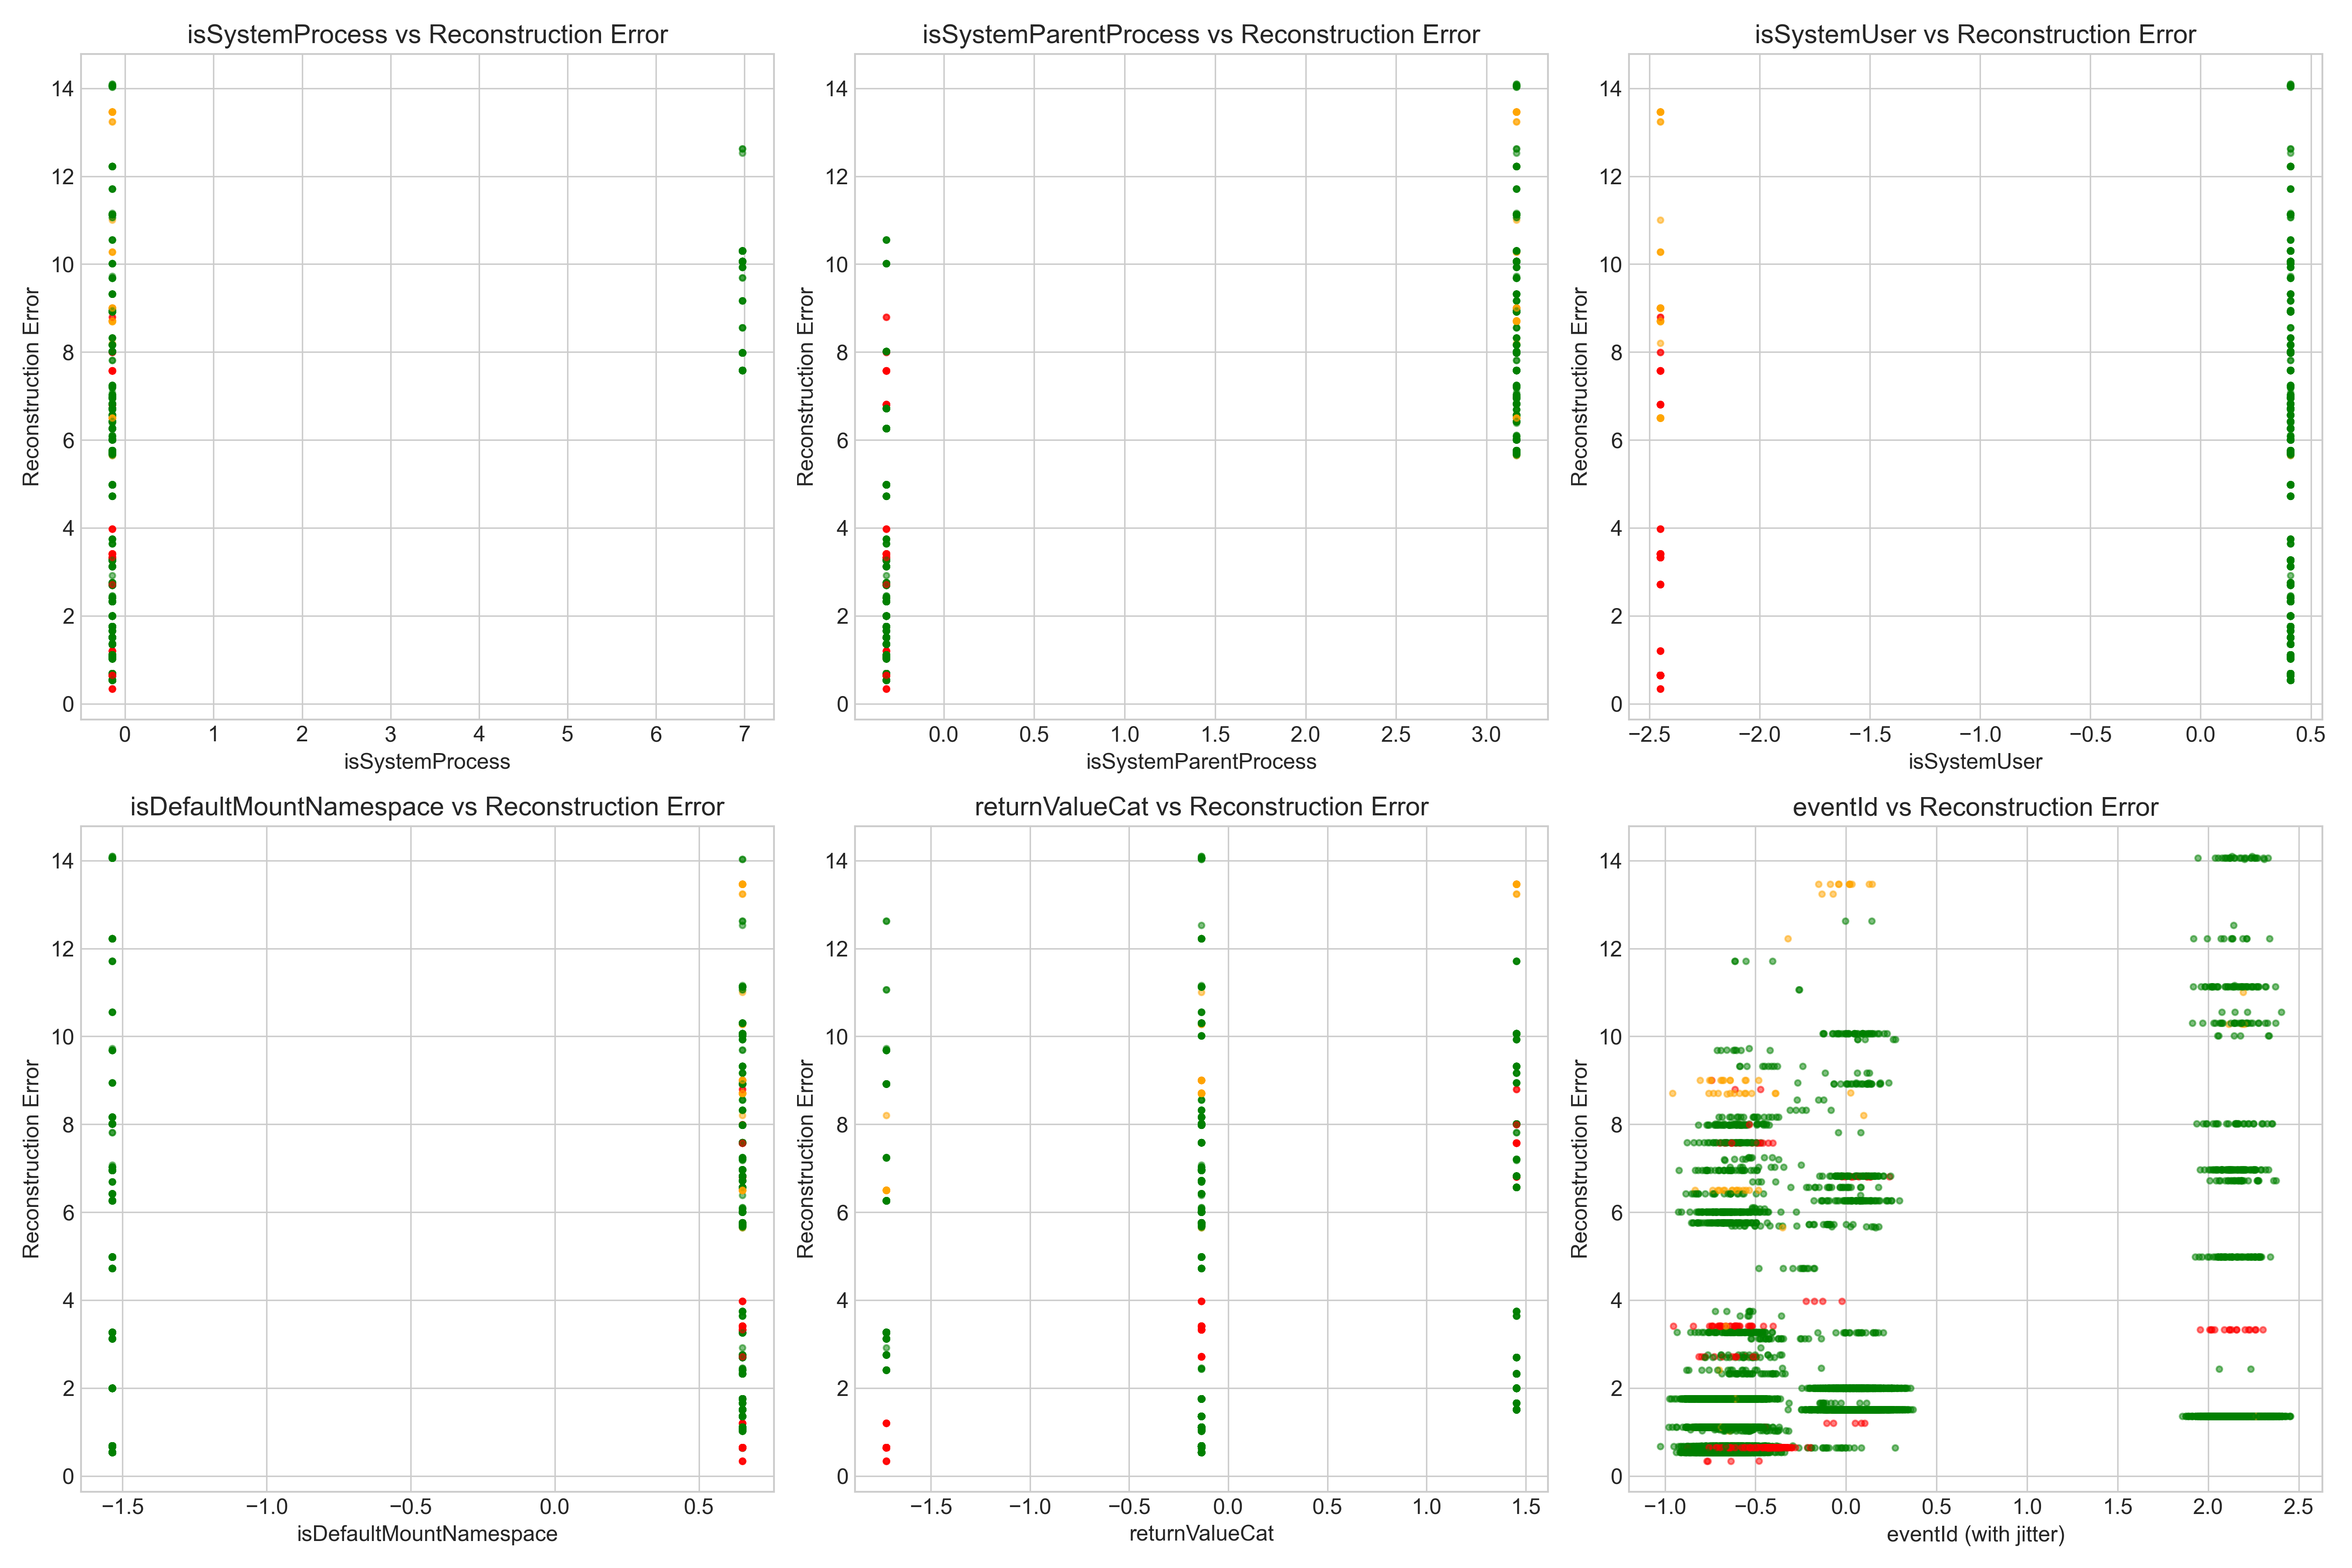 isSystemProcess vs Reconstruction Error
14
12
10
8
6
4
2
0
Reconstruction Error
0 1 2 3 4 5 6 7
isSystemProcess
isSystemParentProcess vs Reconstruction Error
14
12
10
8
6
4
2
0
Reconstruction Error
0.0 0.5 1.0 1.5 2.0 2.5 3.0
isSystemParentProcess
isSystemUser vs Reconstruction Error
14
12
10
8
6
4
2
0
Reconstruction Error
−2.5 −2.0 −1.5 −1.0 −0.5 0.0 0.5
isSystemUser
isDefaultMountNamespace vs Reconstruction Error
14
12
10
8
6
4
2
0
Reconstruction Error
−1.5 −1.0 −0.5 0.0 0.5
isDefaultMountNamespace
returnValueCat vs Reconstruction Error
14
12
10
8
6
4
2
0
Reconstruction Error
−1.5 −1.0 −0.5 0.0 0.5 1.0 1.5
returnValueCat
eventId vs Reconstruction Error
14
12
10
8
6
4
2
0
Reconstruction Error
−1.0 −0.5 0.0 0.5 1.0 1.5 2.0 2.5
eventId (with jitter)